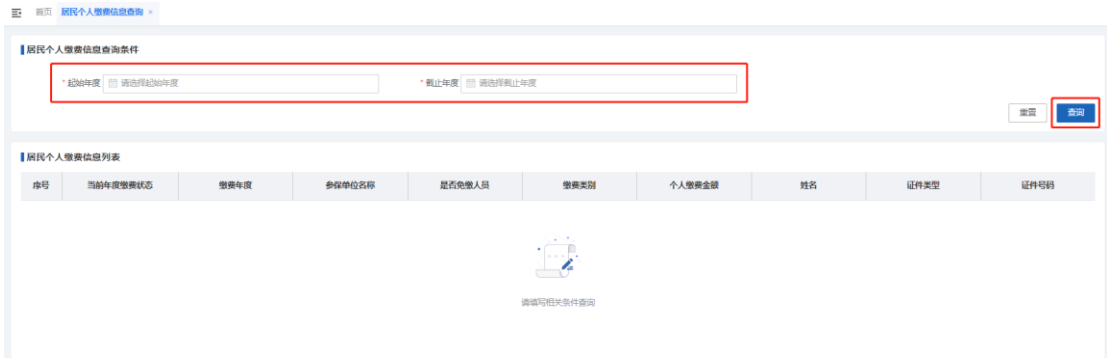 首页 居民个人缴费信息查询 ×
居民个人缴费信息查询条件
* 起始年度 请选择起始年度 * 截止年度 请选择截止年度
重置 查询
居民个人缴费信息列表
序号 当前年度缴费状态 缴费年度 参保单位名称 是否免缴人员 缴费类别 个人缴费金额 姓名 证件类型 证件号码
请填写相关条件查询